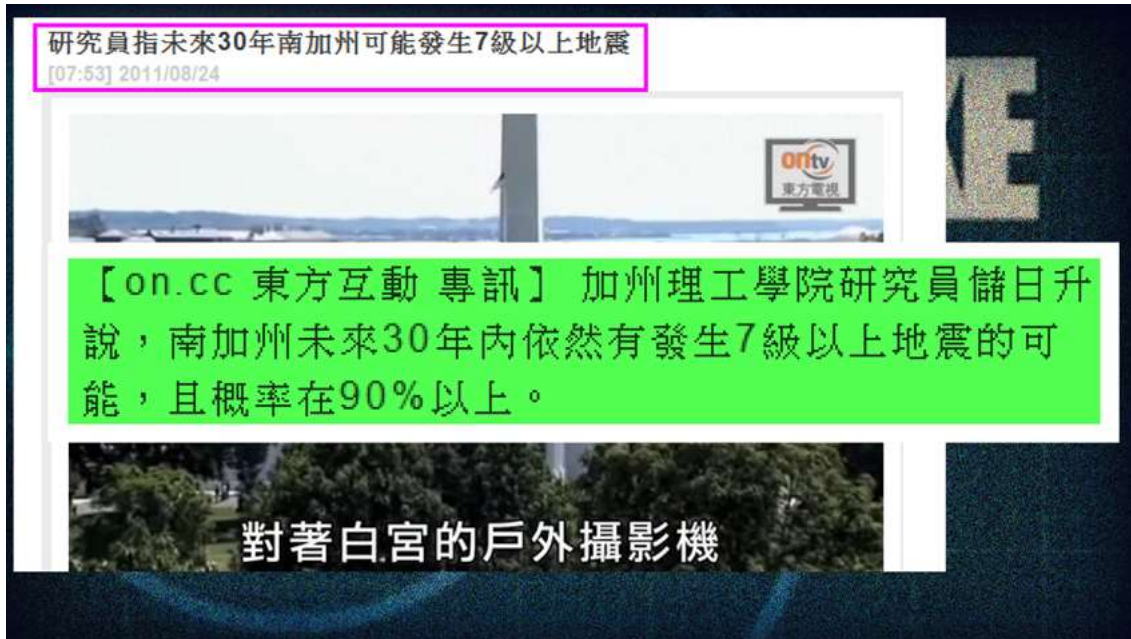 研究員指未來30年南加州可能發生7級以上地震
[07:53] 2011/08/24
KE
ontv
東方電視
【on.cc 東方互動 專訊】 加州理工學院研究員儲日升
說，南加州未來30年內依然有發生7級以上地震的可
能，且概率在90%以上。
對著白宮的戶外攝影機